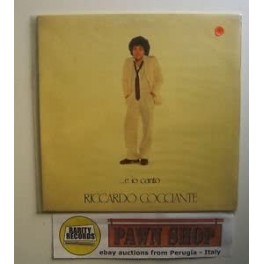 ...e io canto
RICCARDO COCCIANTE
RARITY RECORDS
PAWN SHOP
ebay auctions from Perugia - Italy